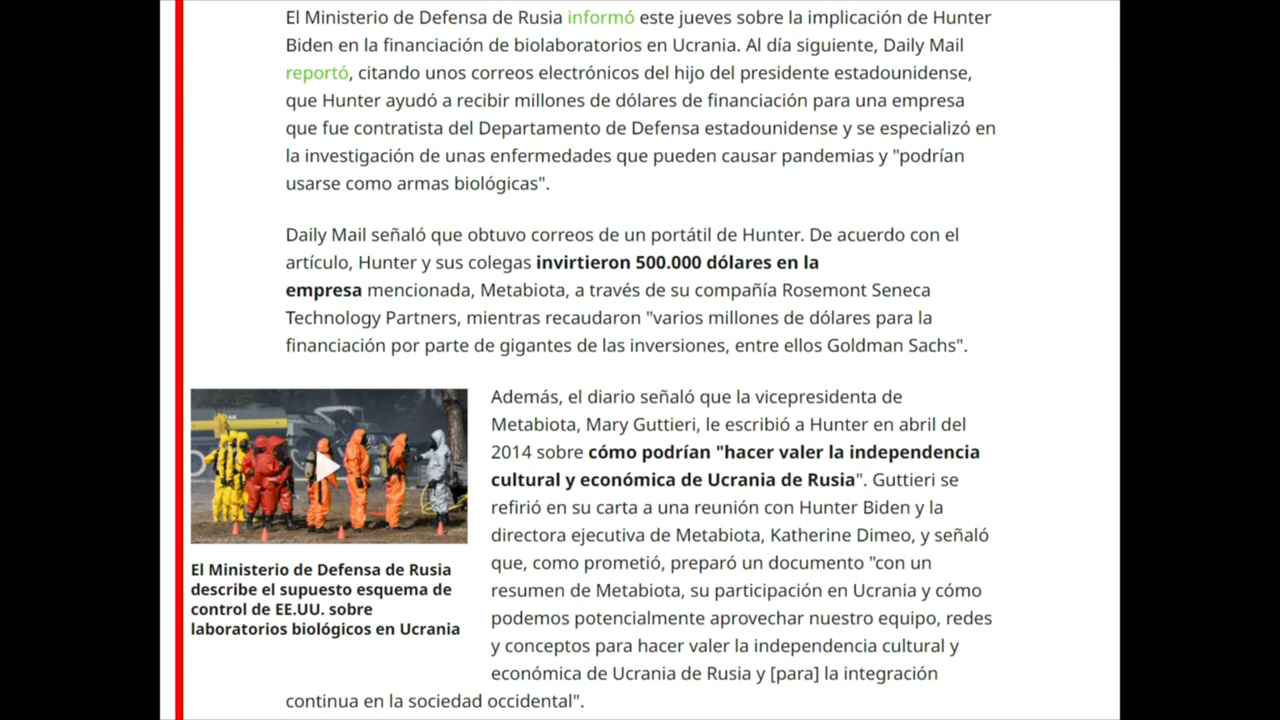 El Ministerio de Defensa de Rusia informó este jueves sobre la implicación de Hunter
Biden en la financiación de biolaboratorios en Ucrania. Al día siguiente, Daily Mail
reportó, citando unos correos electrónicos del hijo del presidente estadounidense,
que Hunter ayudó a recibir millones de dólares de financiación para una empresa
que fue contratista del Departamento de Defensa estadounidense y se especializó en
la investigación de unas enfermedades que pueden causar pandemias y "podrían
usarse como armas biológicas".
Daily Mail señaló que obtuvo correos de un portátil de Hunter. De acuerdo con el
artículo, Hunter y sus colegas invirtieron 500.000 dólares en la
empresa mencionada, Metabiota, a través de su compañía Rosemont Seneca
Technology Partners, mientras recaudaron "varios millones de dólares para la
financiación por parte de gigantes de las inversiones, entre ellos Goldman Sachs".
El Ministerio de Defensa de Rusia
describe el supuesto esquema de
control de EE.UU. sobre
laboratorios biológicos en Ucrania
Además, el diario señaló que la vicepresidenta de
Metabiota, Mary Guttieri, le escribió a Hunter en abril del
2014 sobre cómo podrían "hacer valer la independencia
cultural y económica de Ucrania de Rusia". Guttieri se
refirió en su carta a una reunión con Hunter Biden y la
directora ejecutiva de Metabiota, Katherine Dimeo, y señaló
que, como prometió, preparó un documento "con un
resumen de Metabiota, su participación en Ucrania y cómo
podemos potencialmente aprovechar nuestro equipo, redes
y conceptos para hacer valer la independencia cultural y
económica de Ucrania de Rusia y [para] la integración
continua en la sociedad occidental".